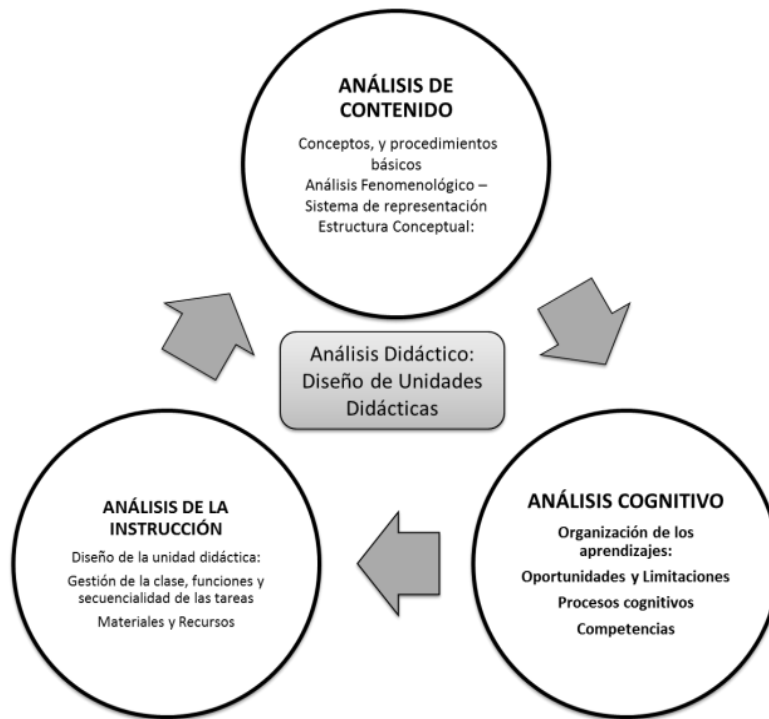 ANÁLISIS DE
CONTENIDO
Conceptos, y procedimientos
básicos
Análisis Fenomenológico –
Sistema de representación
Estructura Conceptual:
Análisis Didáctico:
Diseño de Unidades
Didácticas
ANÁLISIS DE LA
INSTRUCCIÓN
Diseño de la unidad didáctica:
Gestión de la clase, funciones y
secuencialidad de las tareas
Materiales y Recursos
ANÁLISIS COGNITIVO
Organización de los
aprendizajes:
Oportunidades y Limitaciones
Procesos cognitivos
Competencias